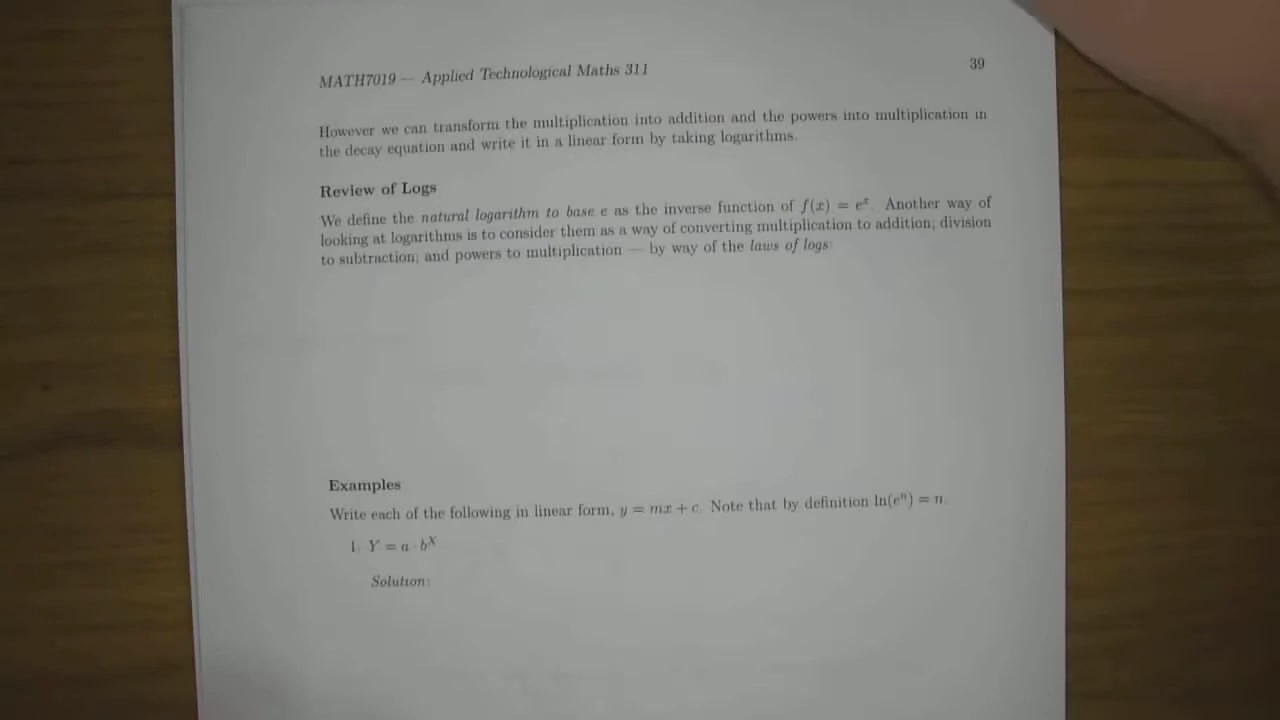 MATH7019 — Applied Technological Maths 311
39
However we can transform the multiplication into addition and the powers into multiplication in
the decay equation and write it in a linear form by taking logarithms.
Review of Logs
We define the natural logarithm to base e as the inverse function of f(x) = eˣ. Another way of
looking at logarithms is to consider them as a way of converting multiplication to addition; division
to subtraction; and powers to multiplication — by way of the laws of logs:
Examples
Write each of the following in linear form, y = mx + c. Note that by definition ln(eⁿ) = n.
1. Y = a · b^X
Solution: